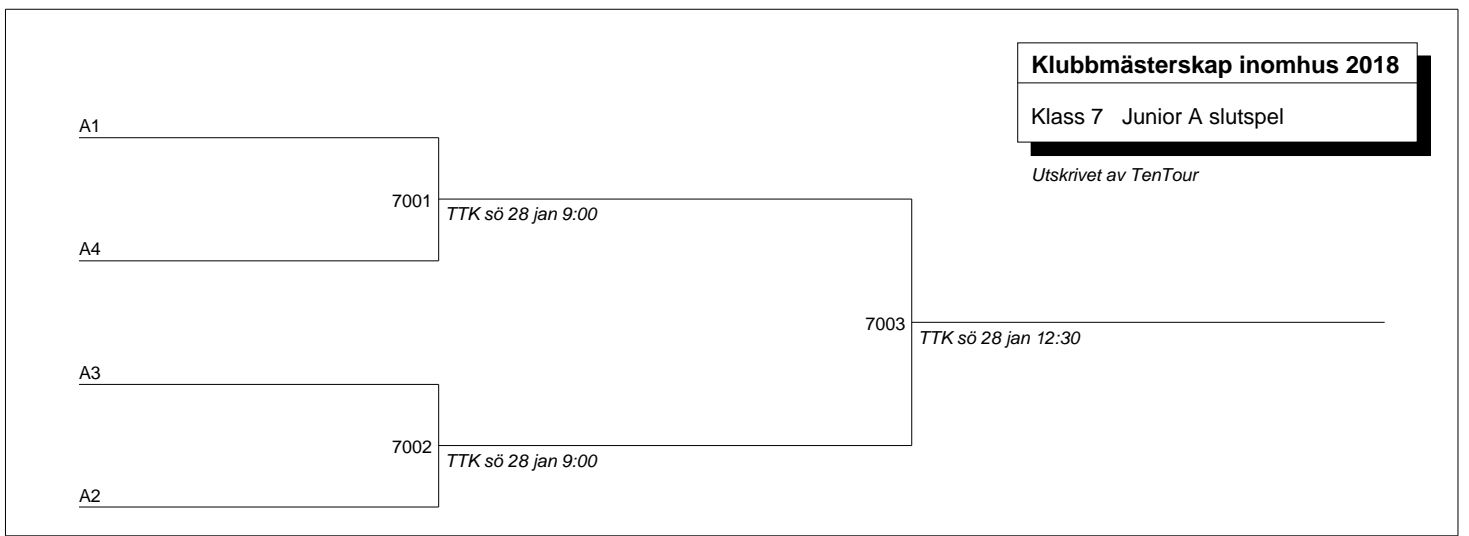 Klubbmästerskap inomhus 2018
Klass 7 Junior A slutspel
Utskrivet av TenTour
A1
7001
TTK sö 28 jan 9:00
A4
7003
TTK sö 28 jan 12:30
A3
7002
TTK sö 28 jan 9:00
A2